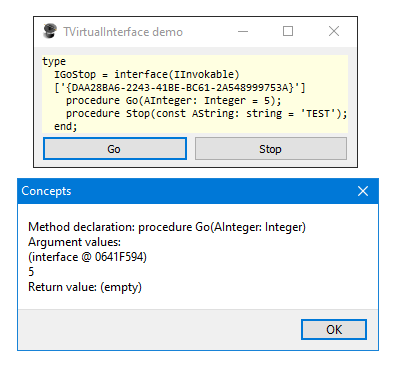 TVirtualInterface demo
type
IGoStop = interface(IInvokable)
['{DAA28BA6-2243-41BE-BC61-2A548999753A}']
procedure Go(AInteger: Integer = 5);
procedure Stop(const AString: string = 'TEST');
end;
Go Stop
Concepts
Method declaration: procedure Go(AInteger: Integer)
Argument values:
(interface @ 0641F594)
5
Return value: (empty)
OK